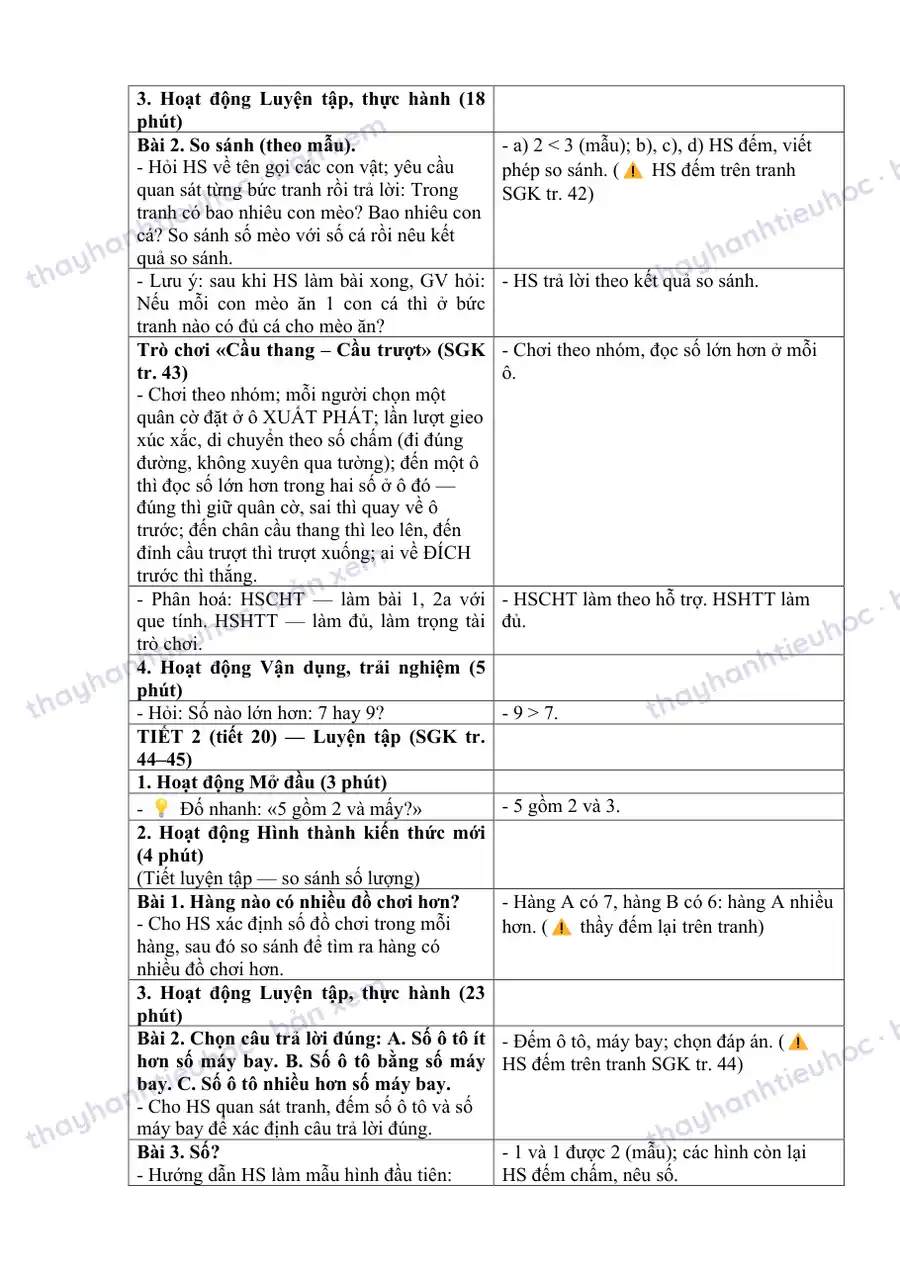 3. Hoạt động Luyện tập, thực hành (18
phút)
Bài 2. So sánh (theo mẫu).
- Hỏi HS về tên gọi các con vật; yêu cầu
quan sát từng bức tranh rồi trả lời: Trong
tranh có bao nhiêu con mèo? Bao nhiêu con
cá? So sánh số mèo với số cá rồi nêu kết
quả so sánh.
- a) 2 < 3 (mẫu); b), c), d) HS đếm, viết
phép so sánh. (⚠️ HS đếm trên tranh
SGK tr. 42)
- Lưu ý: sau khi HS làm bài xong, GV hỏi:
Nếu mỗi con mèo ăn 1 con cá thì ở bức
tranh nào có đủ cá cho mèo ăn?
- HS trả lời theo kết quả so sánh.
Trò chơi «Cầu thang – Cầu trượt» (SGK
tr. 43)
- Chơi theo nhóm; mỗi người chọn một
quân cờ đặt ở ô XUẤT PHÁT; lần lượt gieo
xúc xắc, di chuyển theo số chấm (đi đúng
đường, không xuyên qua tường); đến một ô
thì đọc số lớn hơn trong hai số ở ô đó —
đúng thì giữ quân cờ, sai thì quay về ô
trước; đến chân cầu thang thì leo lên, đến
đỉnh cầu trượt thì trượt xuống; ai về ĐÍCH
trước thì thắng.
- Chơi theo nhóm, đọc số lớn hơn ở mỗi
ô.
- Phân hoá: HSCHT — làm bài 1, 2a với
que tính. HSHTT — làm đủ, làm trọng tài
trò chơi.
- HSCHT làm theo hỗ trợ. HSHTT làm
đủ.
4. Hoạt động Vận dụng, trải nghiệm (5
phút)
- Hỏi: Số nào lớn hơn: 7 hay 9?
- 9 > 7.
TIẾT 2 (tiết 20) — Luyện tập (SGK tr.
44–45)
1. Hoạt động Mở đầu (3 phút)
- 💡 Đố nhanh: «5 gồm 2 và mấy?»
- 5 gồm 2 và 3.
2. Hoạt động Hình thành kiến thức mới
(4 phút)
(Tiết luyện tập — so sánh số lượng)
Bài 1. Hàng nào có nhiều đồ chơi hơn?
- Cho HS xác định số đồ chơi trong mỗi
hàng, sau đó so sánh để tìm ra hàng có
nhiều đồ chơi hơn.
- Hàng A có 7, hàng B có 6: hàng A nhiều
hơn. (⚠️ thầy đếm lại trên tranh)
3. Hoạt động Luyện tập, thực hành (23
phút)
Bài 2. Chọn câu trả lời đúng: A. Số ô tô ít
hơn số máy bay. B. Số ô tô bằng số máy
bay. C. Số ô tô nhiều hơn số máy bay.
- Cho HS quan sát tranh, đếm số ô tô và số
máy bay để xác định câu trả lời đúng.
- Đếm ô tô, máy bay; chọn đáp án. (⚠️
HS đếm trên tranh SGK tr. 44)
Bài 3. Số?
- Hướng dẫn HS làm mẫu hình đầu tiên:
- 1 và 1 được 2 (mẫu); các hình còn lại
HS đếm chấm, nêu số.
thayhanhtieuhoc · bản xem
thayhanhtieuhoc · b
thayhanhtieuhoc · bản xem
thayhanhtieuhoc · b
thayhanhtieuhoc · bản xem
thayhanhtieuhoc · b